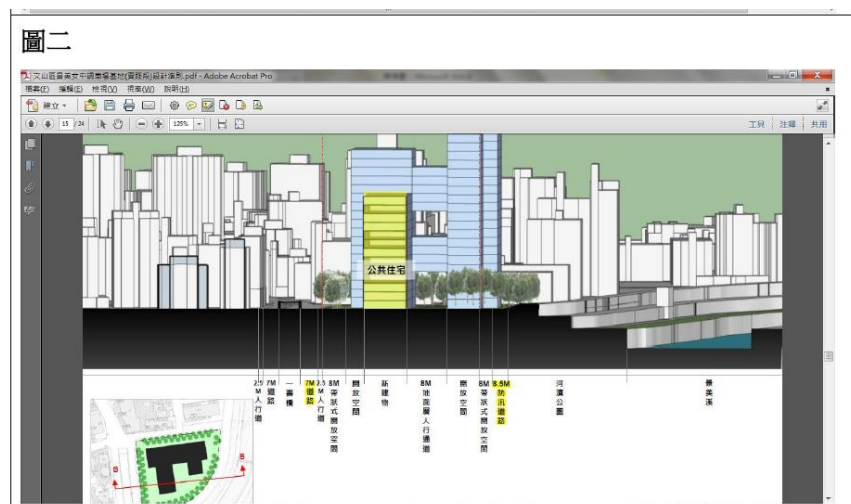 圖二
文山區景美女中調車場基地(實踐段)設計準則.pdf - Adobe Acrobat Pro
檔案(F) 編輯(E) 檢視(V) 視窗(W) 說明(H)
建立
15 / 24 125% 工具 注釋 共用
公共住宅
2.5M人行道
7M道路
一壽橋
7M道路
2.5M人行道
8M帶狀式開放空間
開放空間
新建物
8M地面層人行通道
開放空間
8M帶狀式開放空間
8.5M防汛道路
河濱公園
景美溪
B B